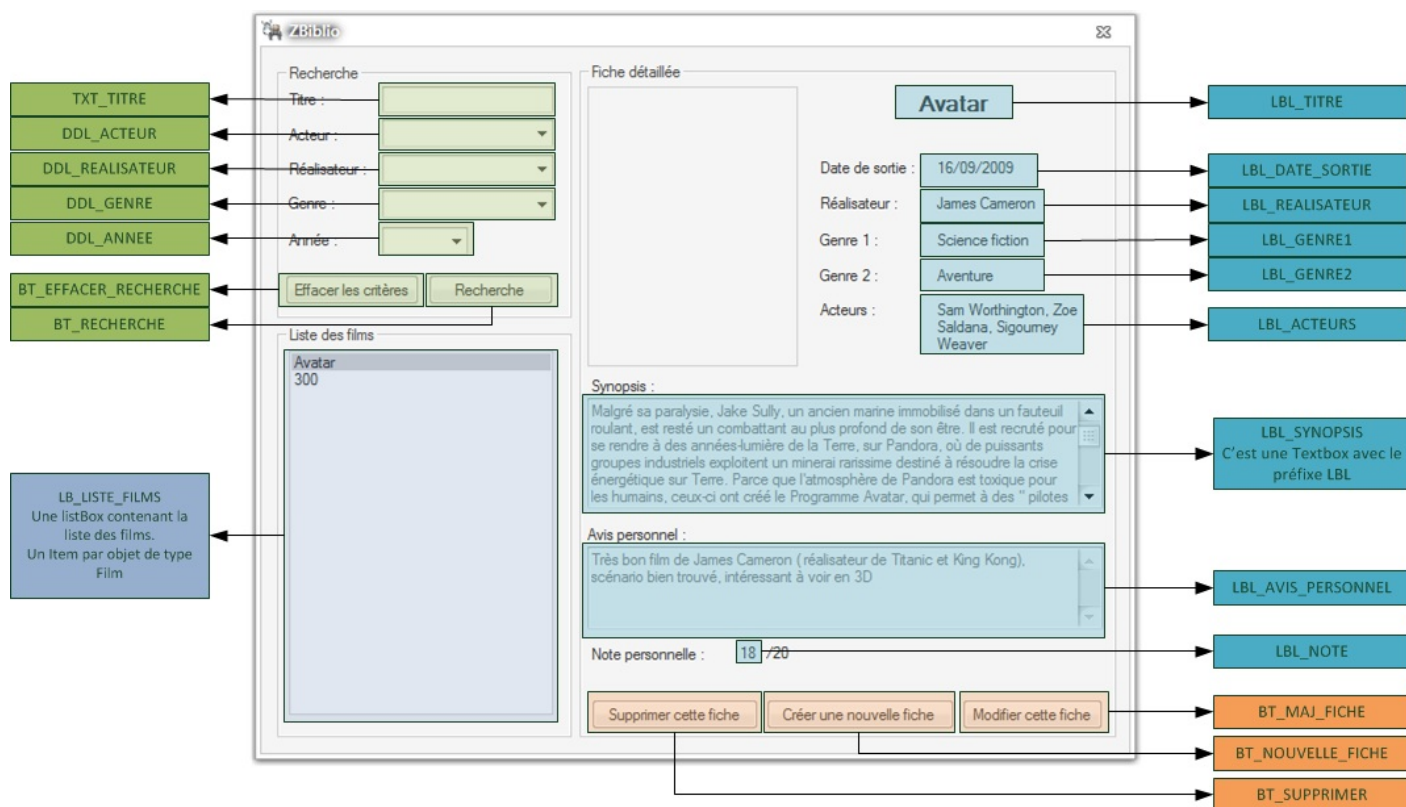 ZBiblio
TXT_TITRE
DDL_ACTEUR
DDL_REALISATEUR
DDL_GENRE
DDL_ANNEE
BT_EFFACER_RECHERCHE
BT_RECHERCHE
LB_LISTE_FILMS
Une listBox contenant la
liste des films.
Un Item par objet de type
Film
Recherche
Titre :
Acteur :
Réalisateur :
Genre :
Année :
Effacer les critères
Recherche
Liste des films
Avatar
300
Fiche détaillée
Avatar
Date de sortie :
16/09/2009
Réalisateur :
James Cameron
Genre 1 :
Science fiction
Genre 2 :
Aventure
Acteurs :
Sam Worthington, Zoe
Saldana, Sigourney
Weaver
Synopsis :
Malgré sa paralysie, Jake Sully, un ancien marine immobilisé dans un fauteuil
roulant, est resté un combattant au plus profond de son être. Il est recruté pour
se rendre à des années-lumière de la Terre, sur Pandora, où de puissants
groupes industriels exploitent un minerai rarissime destiné à résoudre la crise
énergétique sur Terre. Parce que l'atmosphère de Pandora est toxique pour
les humains, ceux-ci ont créé le Programme Avatar, qui permet à des " pilotes
Avis personnel :
Très bon film de James Cameron ( réalisateur de Titanic et King Kong),
scénario bien trouvé, intéressant à voir en 3D
Note personnelle :
18 /20
Supprimer cette fiche
Créer une nouvelle fiche
Modifier cette fiche
LBL_TITRE
LBL_DATE_SORTIE
LBL_REALISATEUR
LBL_GENRE1
LBL_GENRE2
LBL_ACTEURS
LBL_SYNOPSIS
C'est une Textbox avec le
préfixe LBL
LBL_AVIS_PERSONNEL
LBL_NOTE
BT_MAJ_FICHE
BT_NOUVELLE_FICHE
BT_SUPPRIMER